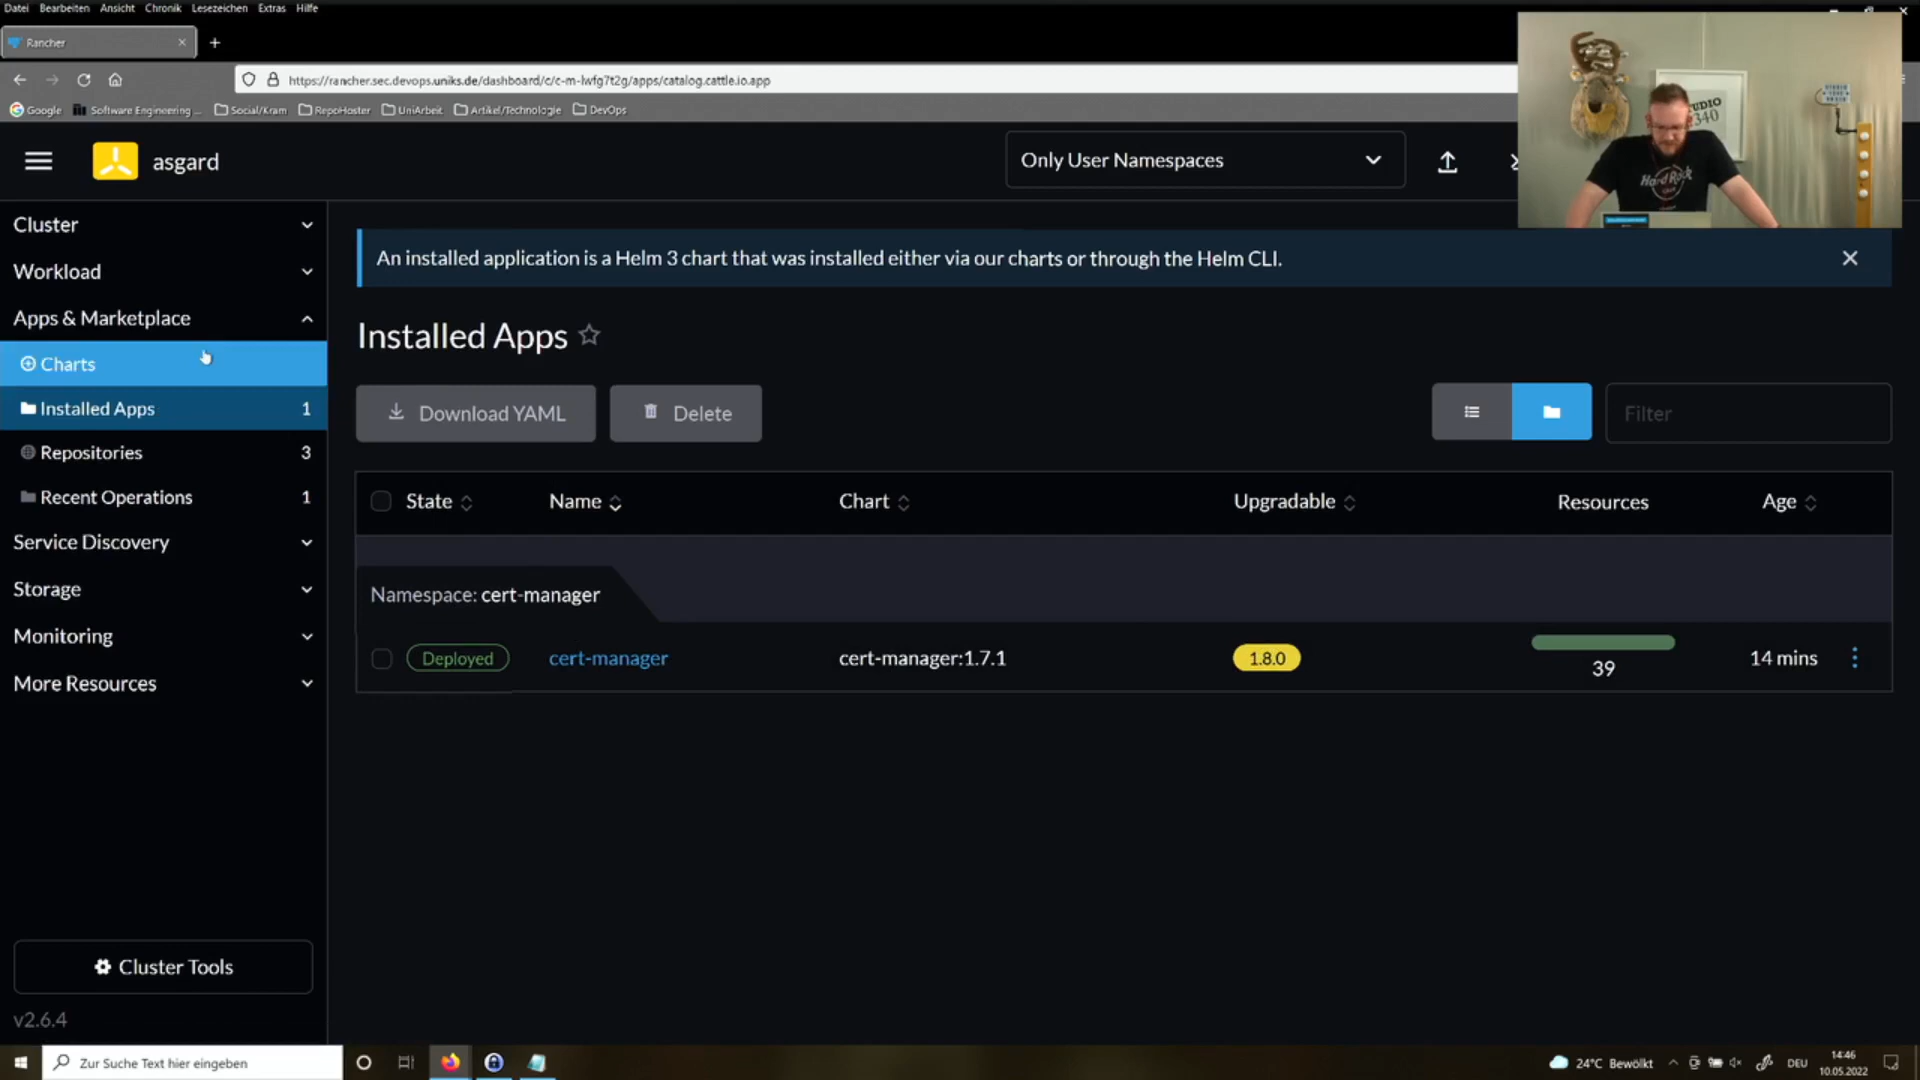 Datei Bearbeiten Ansicht Chronik Lesezeichen Extras Hilfe
Rancher
https://rancher.sec.devops.uniks.de/dashboard/c/c-m-lwfg7t2g/apps/catalog.cattle.io.app
Google Software Engineering ... Social/Kram RepoHoster UniArbeit Artikel/Technologie DevOps
STUDIO
340
Hard Rock
asgard
Only User Namespaces
Cluster
Workload
Apps & Marketplace
Charts
Installed Apps 1
Repositories 3
Recent Operations 1
Service Discovery
Storage
Monitoring
More Resources
Cluster Tools
v2.6.4
An installed application is a Helm 3 chart that was installed either via our charts or through the Helm CLI.
Installed Apps
Download YAML Delete Filter
State Name Chart Upgradable Resources Age
Namespace: cert-manager
Deployed cert-manager cert-manager:1.7.1 1.8.0 39 14 mins
Zur Suche Text hier eingeben
24°C Bewölkt DEU 14:46
10.05.2022